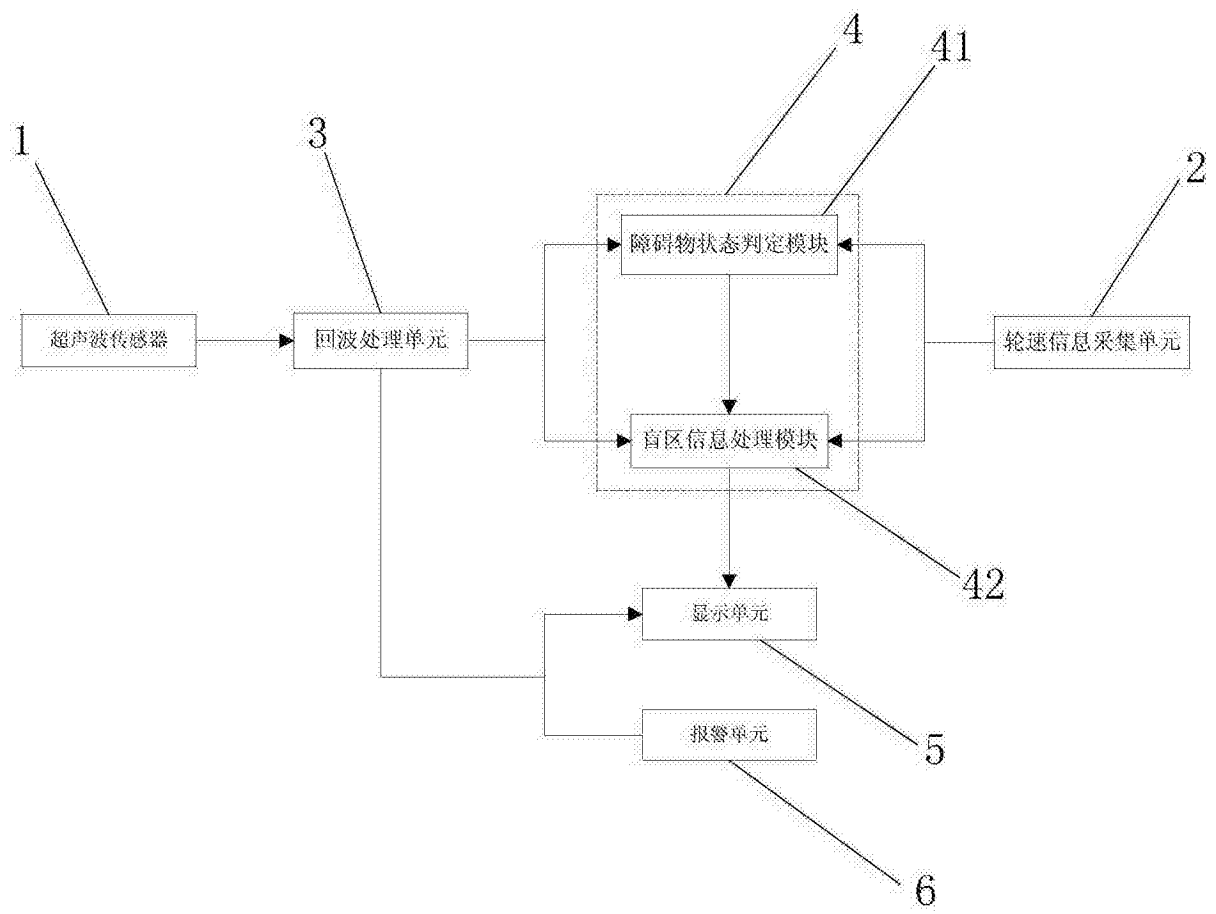 4
41
1
3
2
障碍物状态判定模块
超声波传感器
回波处理单元
轮速信息采集单元
盲区信息处理模块
42
显示单元
报警单元
5
6